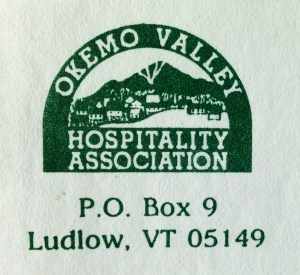 OKEMO VALLEY
HOSPITALITY
ASSOCIATION
P.O. Box 9
Ludlow, VT 05149